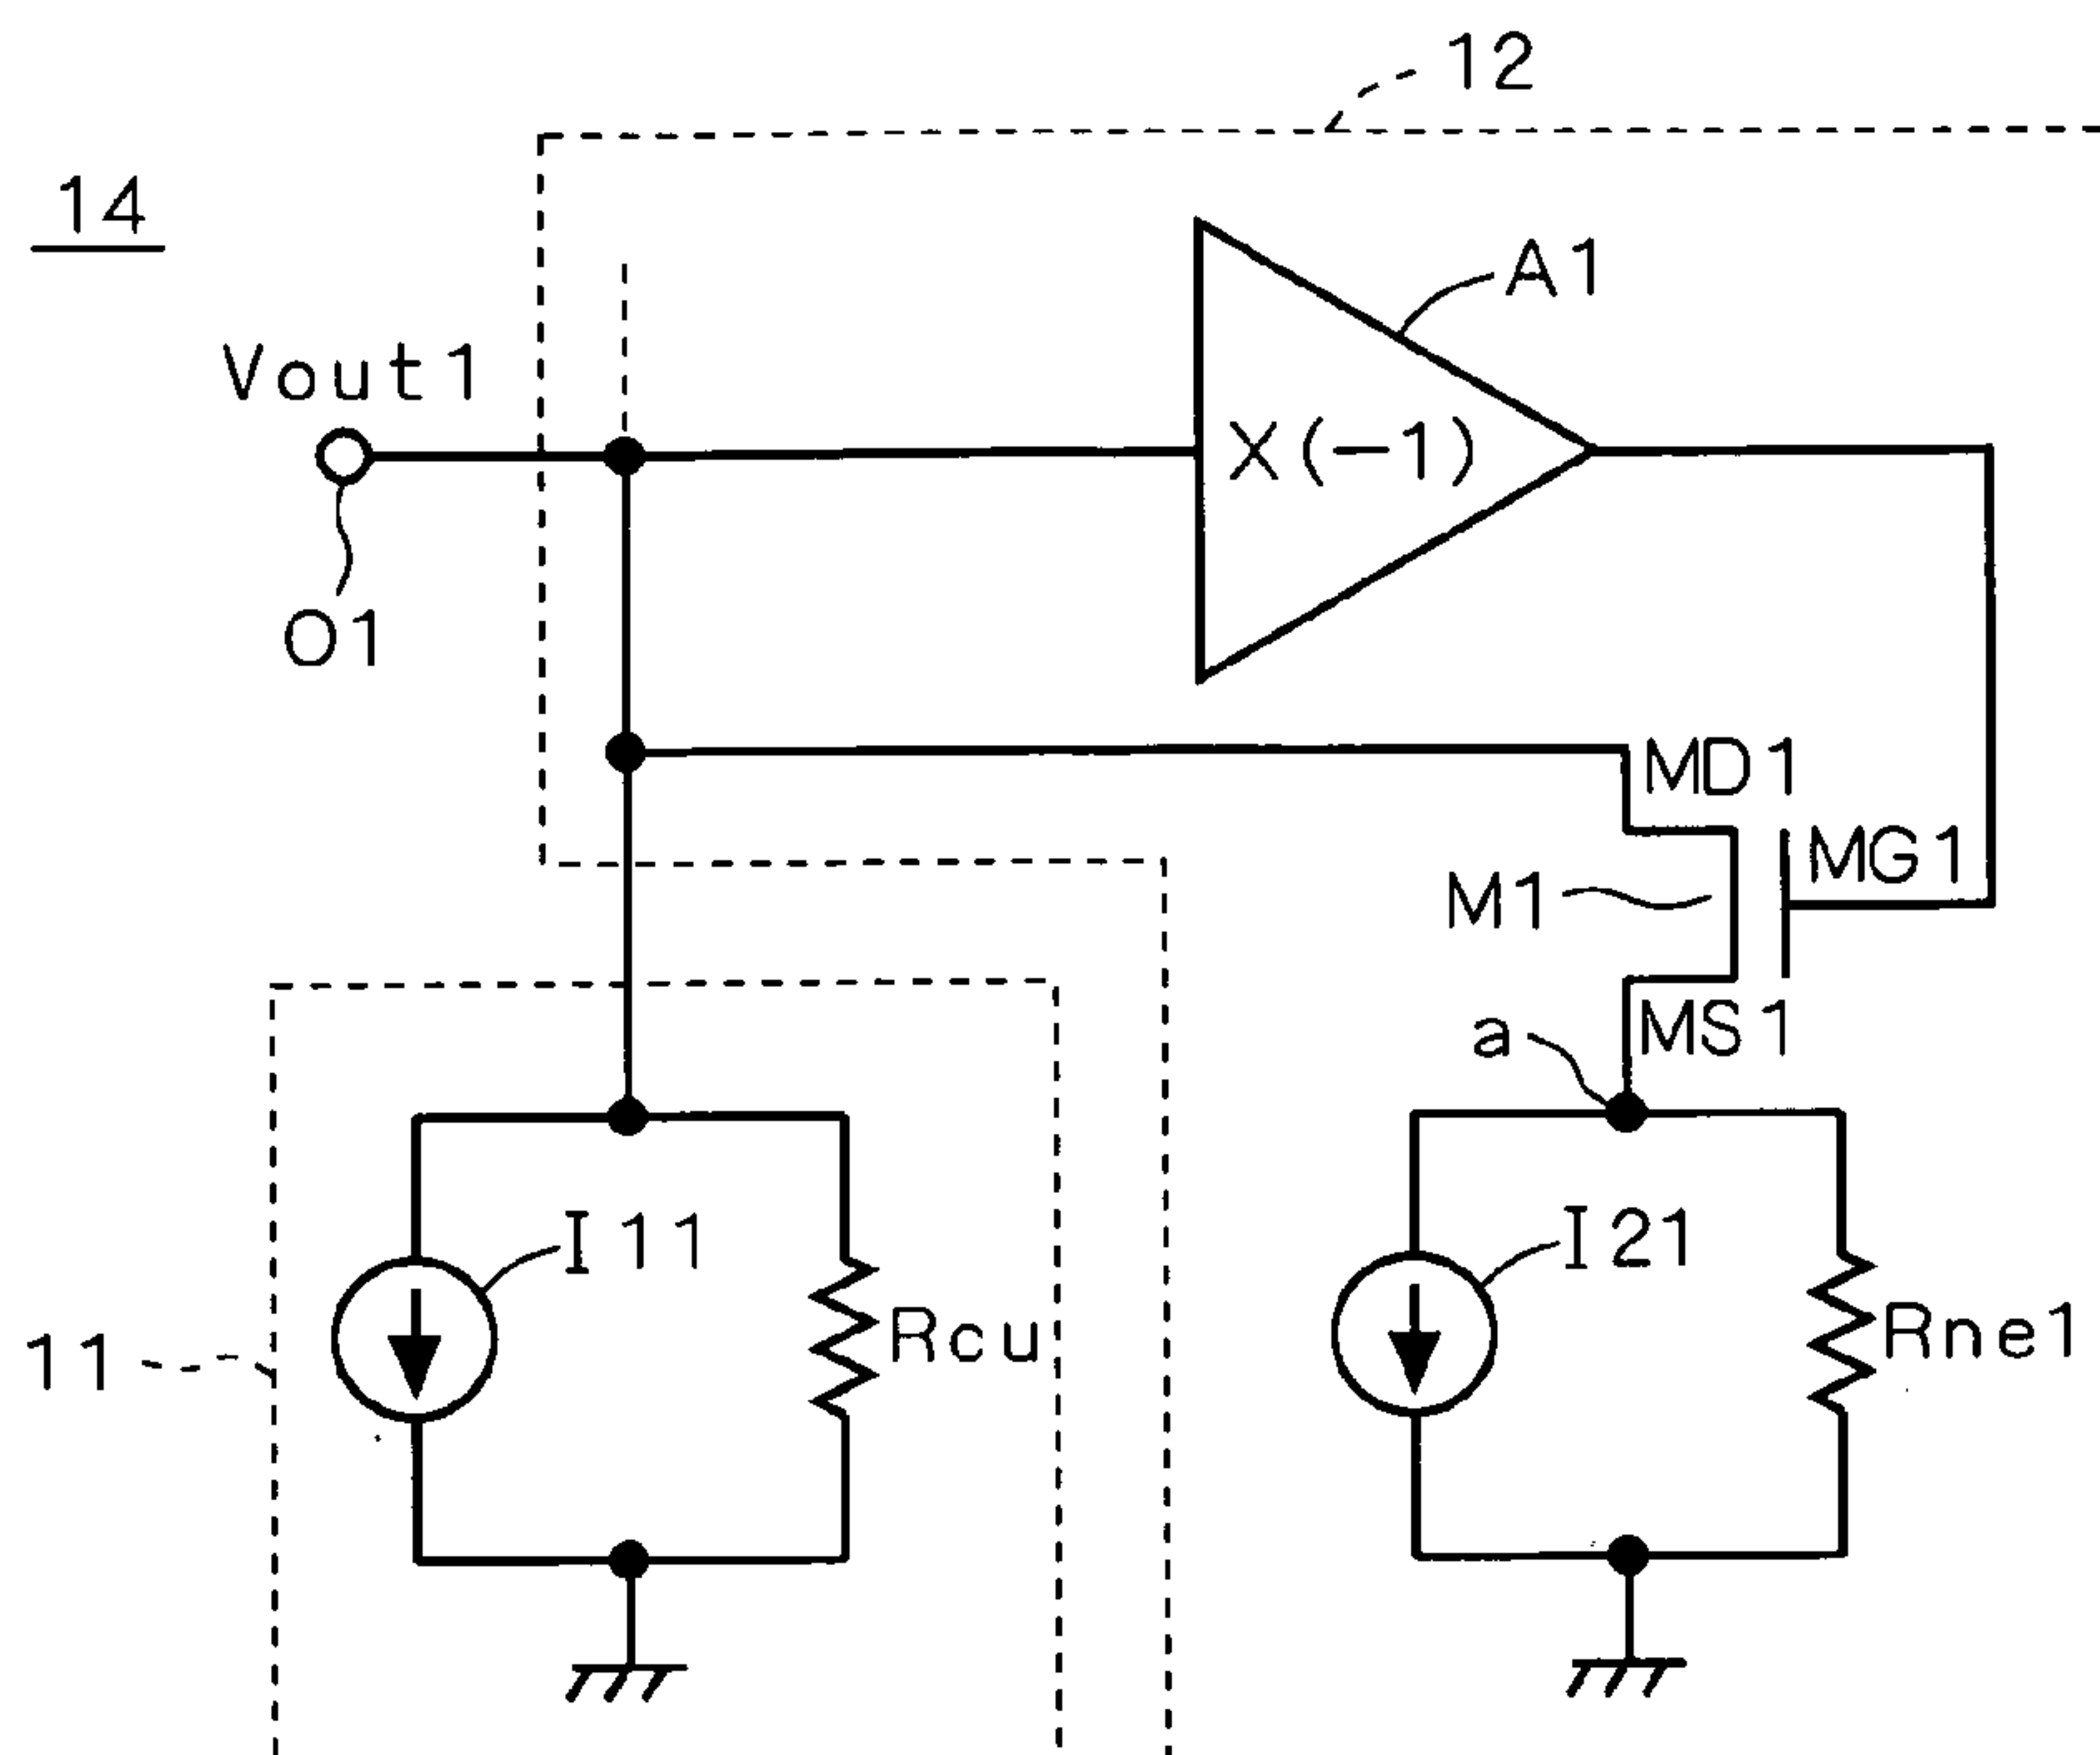 12
14
A1
Vout1
X(-1)
O1
MD1
MG1
M1
MS1
a
I11
I21
Rcu
Rne1
11